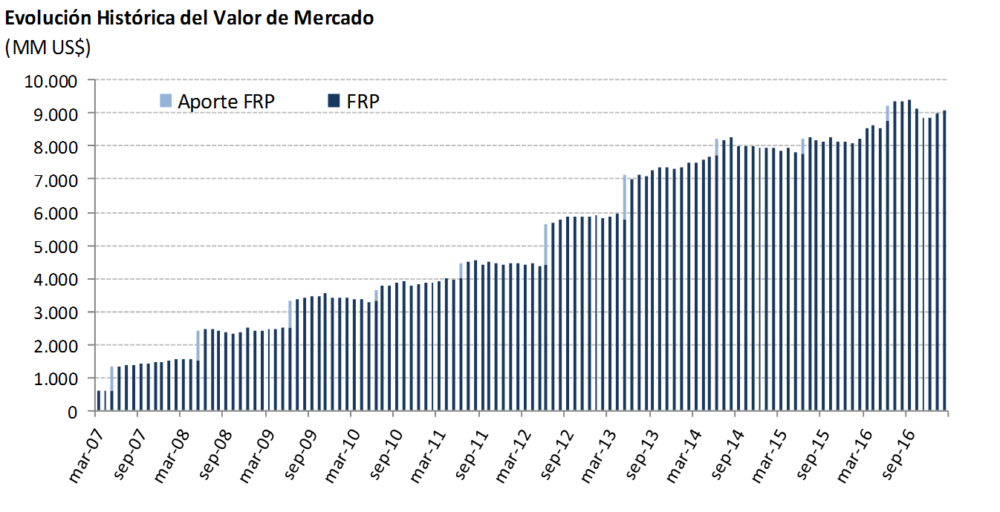 Evolución Histórica del Valor de Mercado
(MM US$)
10.000
Aporte FRP FRP
9.000
8.000
7.000
6.000
5.000
4.000
3.000
2.000
1.000
0
mar-07 sep-07 mar-08 sep-08 mar-09 sep-09 mar-10 sep-10 mar-11 sep-11 mar-12 sep-12 mar-13 sep-13 mar-14 sep-14 mar-15 sep-15 mar-16 sep-16